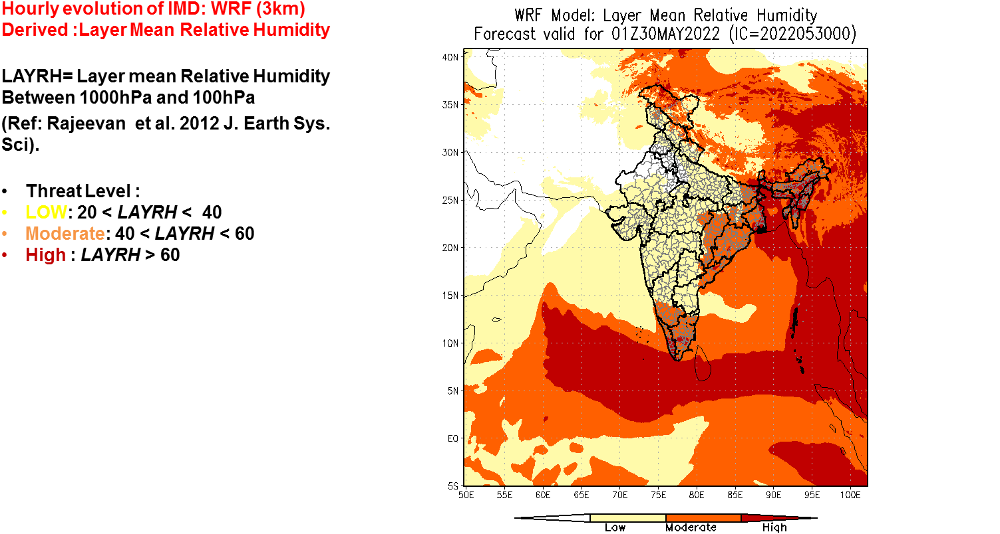 Hourly evolution of IMD: WRF (3km)
Derived :Layer Mean Relative Humidity
LAYRH= Layer mean Relative Humidity
Between 1000hPa and 100hPa
(Ref: Rajeevan et al. 2012 J. Earth Sys.
Sci).
• Threat Level :
• LOW: 20 < LAYRH < 40
• Moderate: 40 < LAYRH < 60
• High : LAYRH > 60
WRF Model: Layer Mean Relative Humidity
Forecast valid for 01Z30MAY2022 (IC=2022053000)
40N
35N
30N
25N
20N
15N
10N
5N
EQ
5S
50E 55E 60E 65E 70E 75E 80E 85E 90E 95E 100E
Low Moderate High